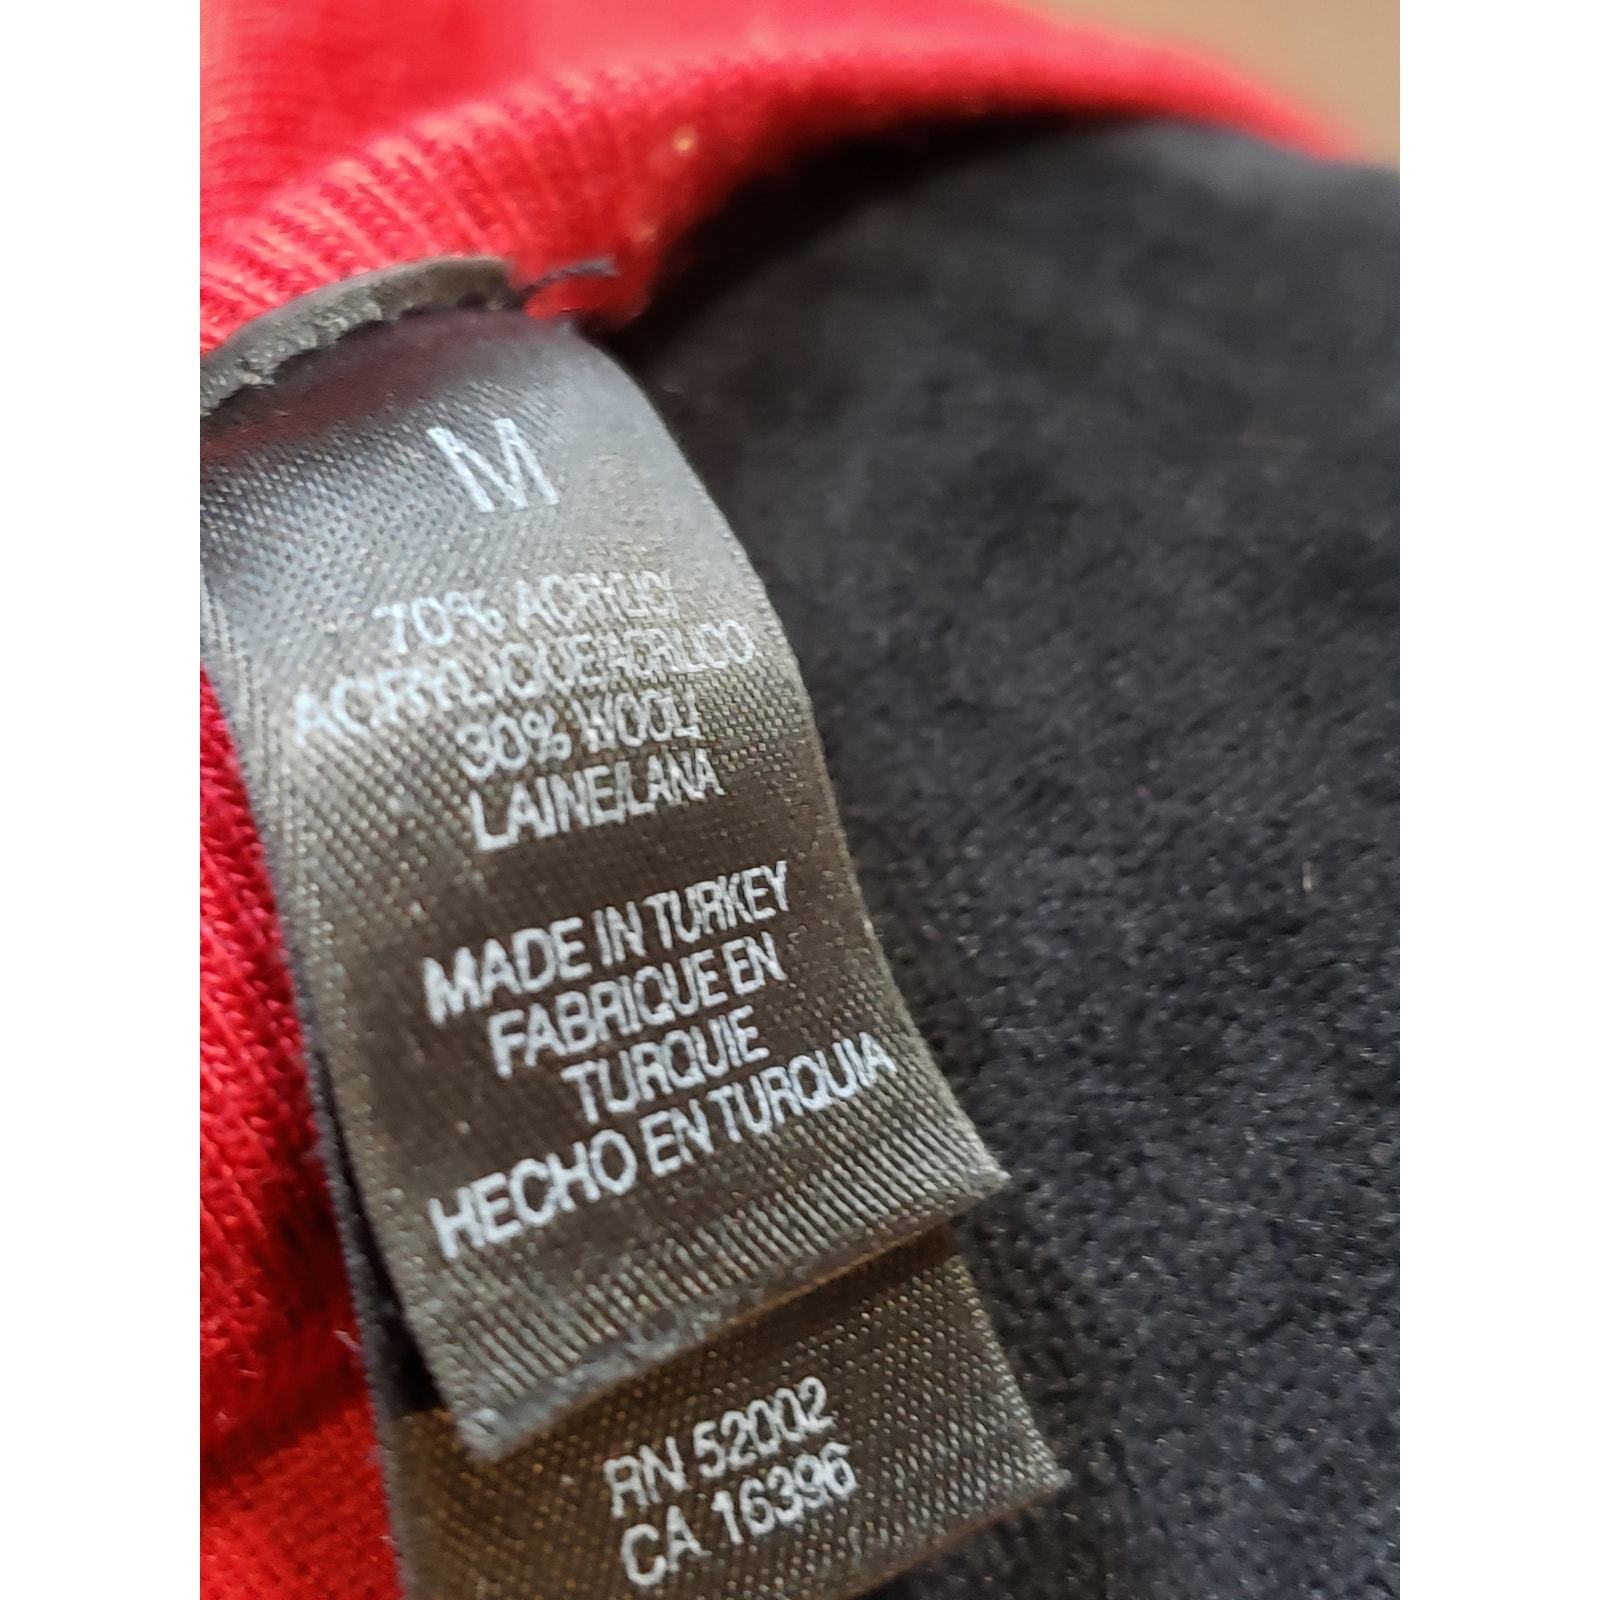 M
70% ACRYLIC/
ACRYLIQUE/ACRILICO
30% WOOL/
LAINE/LANA
MADE IN TURKEY
FABRIQUE EN
TURQUIE
HECHO EN TURQUIA
RN 52002
CA 16396